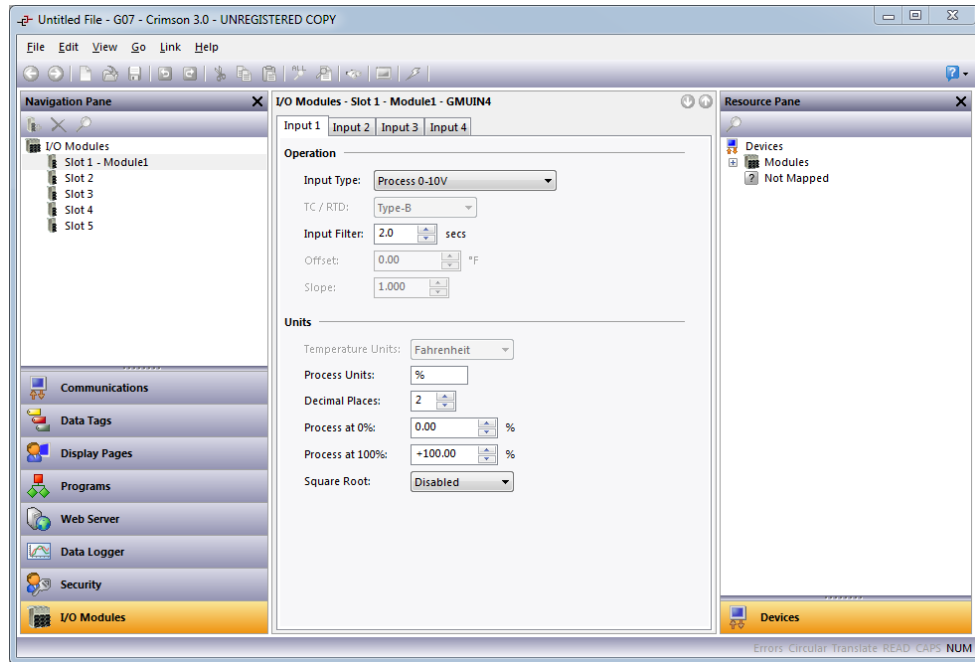 Untitled File - G07 - Crimson 3.0 - UNREGISTERED COPY
File Edit View Go Link Help
ALL
?
Navigation Pane
I/O Modules
Slot 1 - Module1
Slot 2
Slot 3
Slot 4
Slot 5
Communications
Data Tags
Display Pages
Programs
Web Server
Data Logger
Security
I/O Modules
I/O Modules - Slot 1 - Module1 - GMUIN4
Input 1 Input 2 Input 3 Input 4
Operation
Input Type: Process 0-10V
TC / RTD: Type-B
Input Filter: 2.0 secs
Offset: 0.00 °F
Slope: 1.000
Units
Temperature Units: Fahrenheit
Process Units: %
Decimal Places: 2
Process at 0%: 0.00 %
Process at 100%: +100.00 %
Square Root: Disabled
Resource Pane
Devices
Modules
? Not Mapped
Devices
Errors Circular Translate READ CAPS NUM